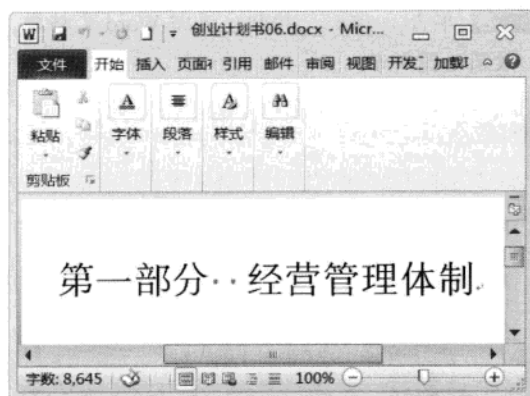 创业计划书06.docx - Micr...
文件 开始 插入 页面 引用 邮件 审阅 视图 开发 加载
粘贴 字体 段落 样式 编辑
剪贴板
第一部分··经营管理体制
字数: 8,645 100%